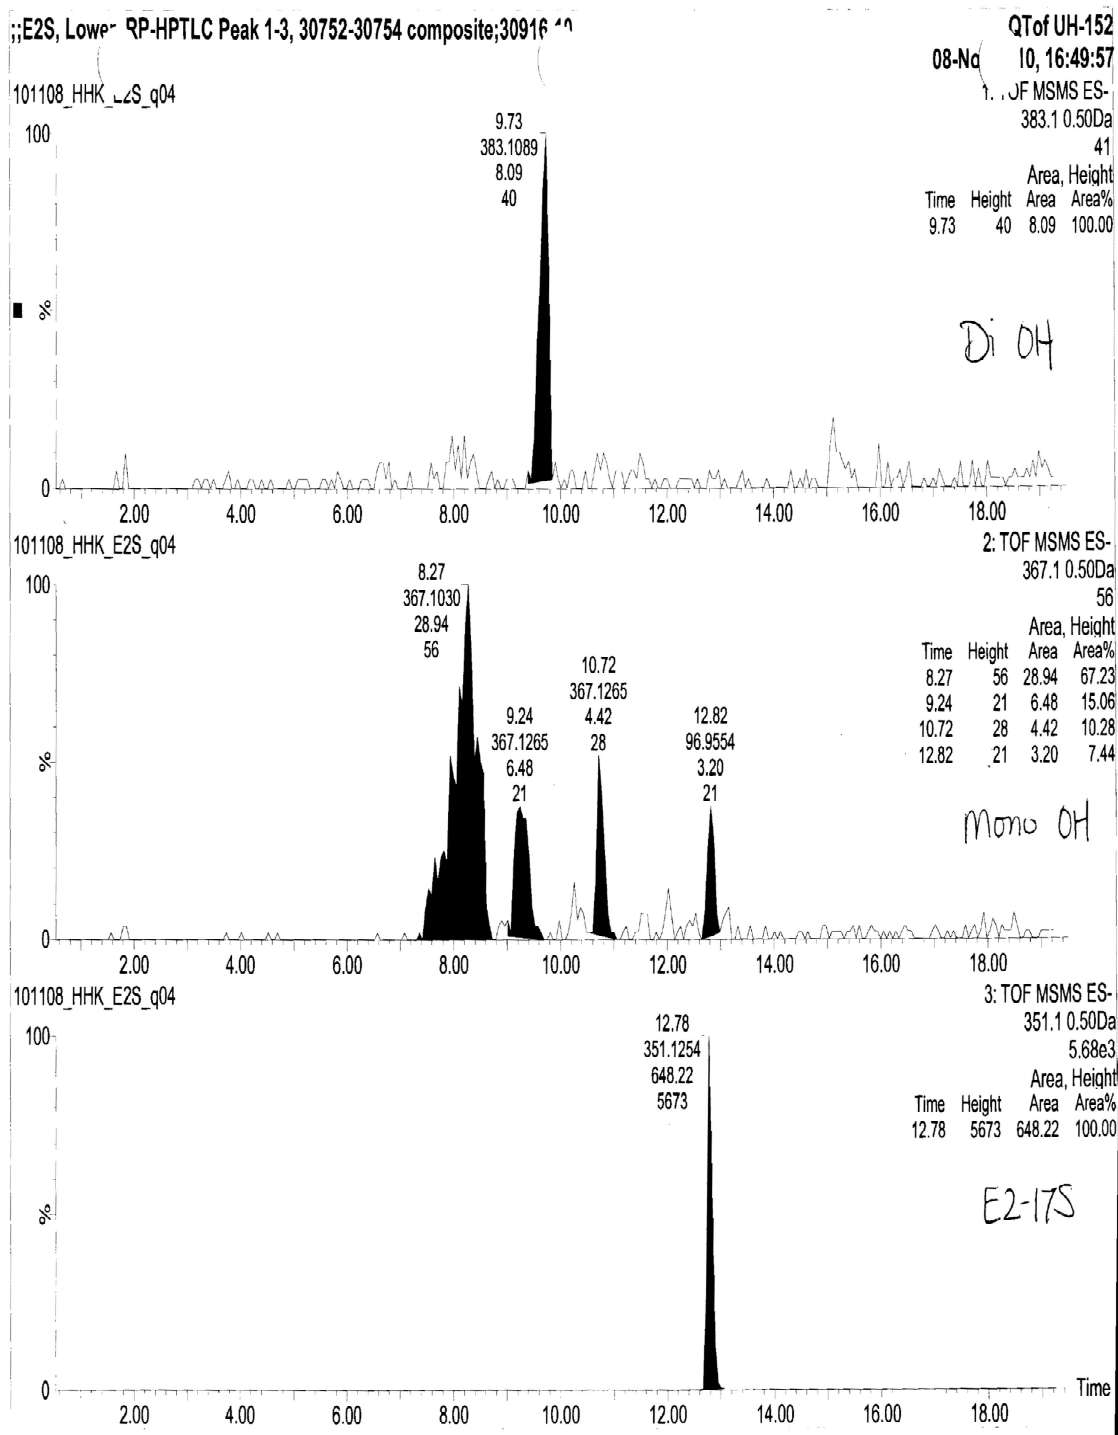 ;;E2S, Lower RP-HPTLC Peak 1-3, 30752-30754 composite;30916
QTof UH-152
16:49:57
101108_HHK_E2S_q04
TOF MSMS ES-
383.1 0.50Da
41
Area, Height
Time Height Area Area%
9.73 40 8.09 100.00
100
9.73
383.1089
8.09
40
%
Di OH
0
2.00 4.00 6.00 8.00 10.00 12.00 14.00 16.00 18.00
101108_HHK_E2S_q04
2: TOF MSMS ES-
367.1 0.50Da
56
Area, Height
Time Height Area Area%
8.27 56 28.94 67.23
9.24 21 6.48 15.06
10.72 28 4.42 10.28
12.82 21 3.20 7.44
100
8.27
367.1030
28.94
56
9.24
367.1265
6.48
21
10.72
367.1265
4.42
28
12.82
96.9554
3.20
21
%
Mono OH
0
2.00 4.00 6.00 8.00 10.00 12.00 14.00 16.00 18.00
101108_HHK_E2S_q04
3: TOF MSMS ES-
351.1 0.50Da
5.68e3
Area, Height
Time Height Area Area%
12.78 5673 648.22 100.00
100
12.78
351.1254
648.22
5673
%
E2-17S
0
Time
2.00 4.00 6.00 8.00 10.00 12.00 14.00 16.00 18.00